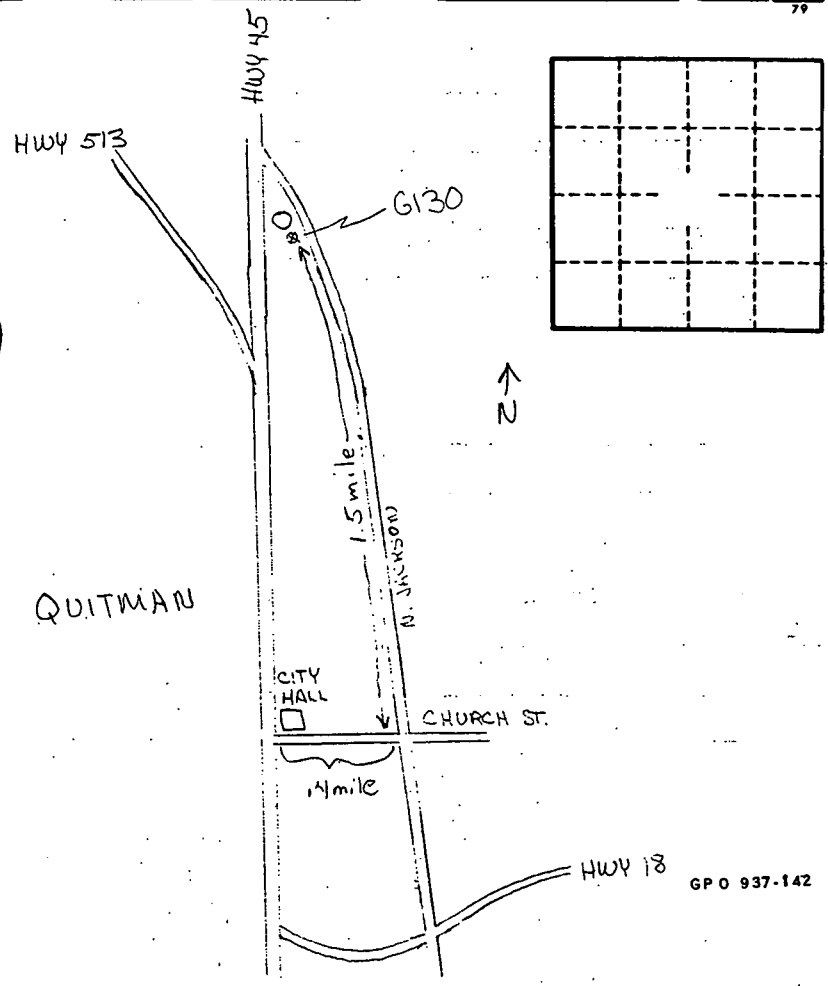 79
HWY 45
HWY 513
G130
N
1.5 mile
N. JACKSON
QUITMAN
CITY
HALL
CHURCH ST.
.4 mile
HWY 18
GPO 937-142